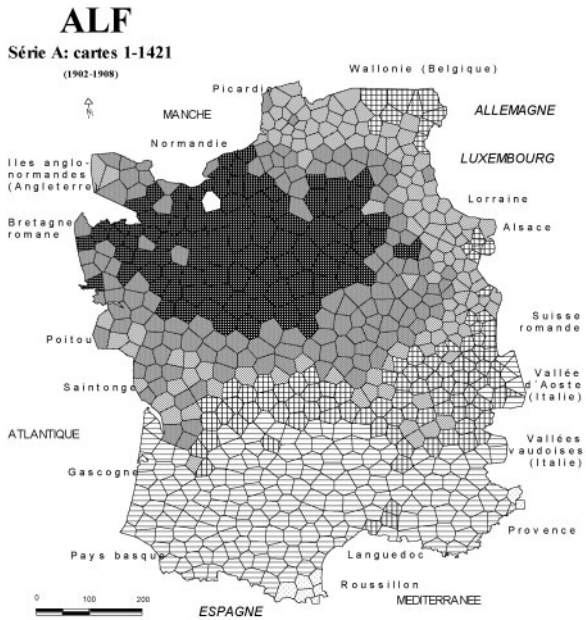 ALF
Série A: cartes 1-1421
(1902-1908)
N
Wallonie (Belgique)
Picardie
MANCHE
ALLEMAGNE
Normandie
LUXEMBOURG
Iles anglo-
normandes
(Angleterre)
Lorraine
Bretagne
romane
Alsace
Suisse
romande
Poitou
Vallée
d'Aoste
(Italie)
Saintonge
ATLANTIQUE
Vallées
vaudoises
(Italie)
Gascogne
Provence
Pays basque
Languedoc
Roussillon
MEDITERRANEE
0 100 200
ESPAGNE